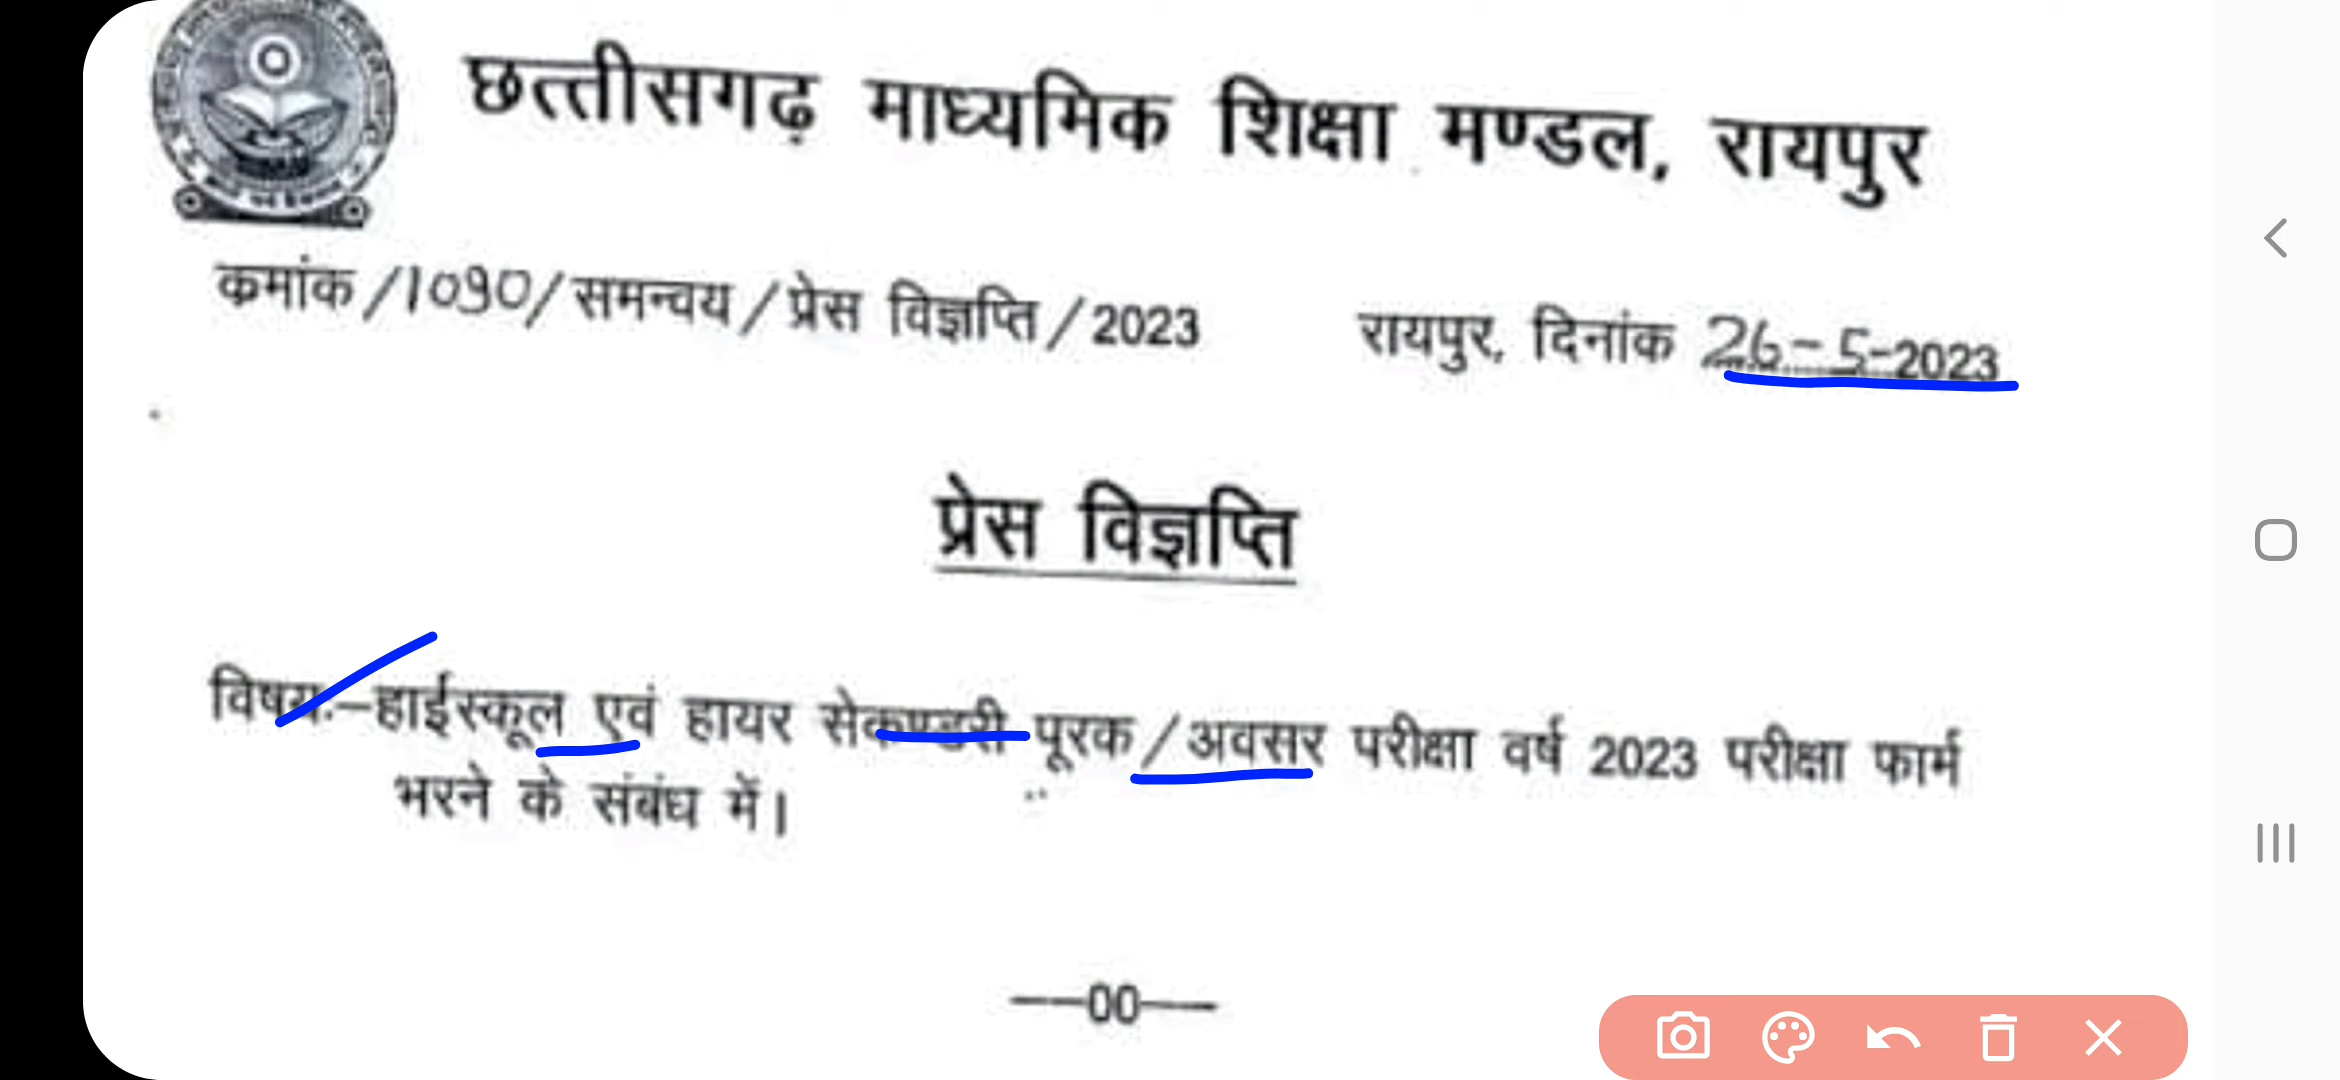 छत्तीसगढ़ माध्यमिक शिक्षा मण्डल, रायपुर
कमांक /1090/ समन्वय / प्रेस विज्ञप्ति / 2023 रायपुर, दिनांक 26-5-2023
प्रेस विज्ञप्ति
विषयः–हाईस्कूल एवं हायर सेकण्डरी पूरक / अवसर परीक्षा वर्ष 2023 परीक्षा फार्म
भरने के संबंध में।
—00—